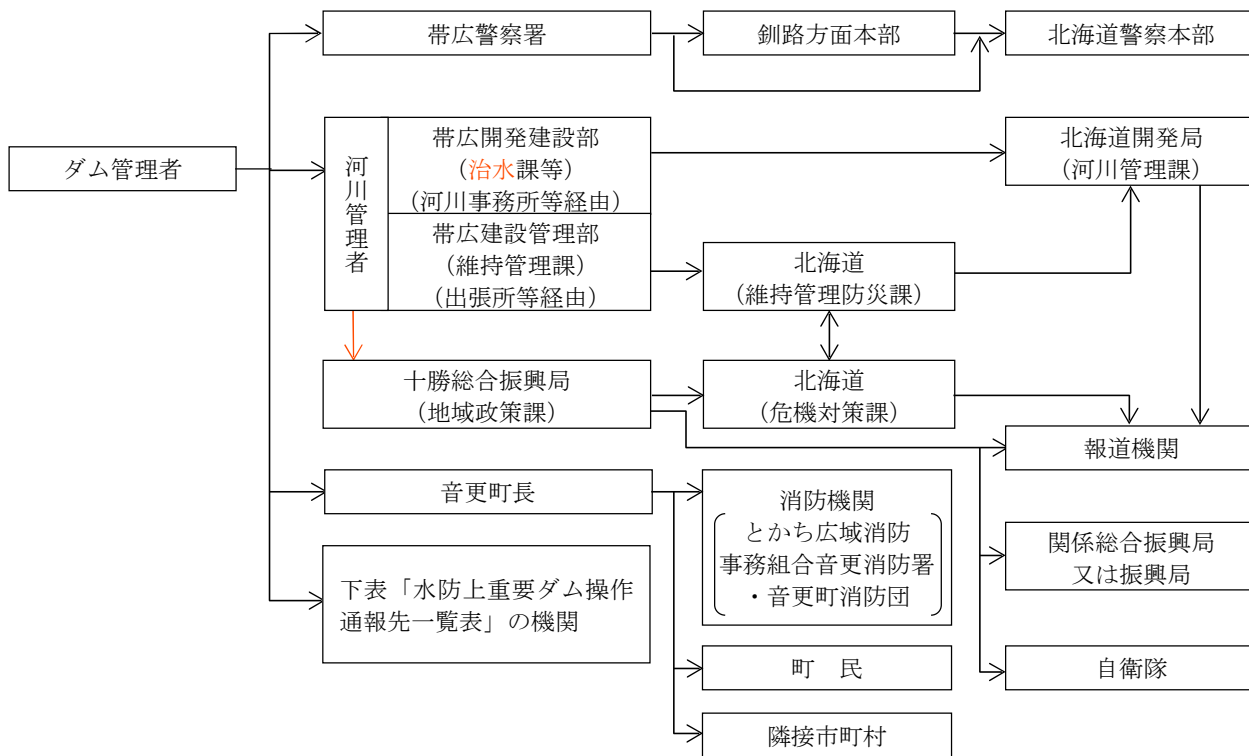 帯広警察署
釧路方面本部
北海道警察本部
ダム管理者
河川管理者
帯広開発建設部
（治水課等）
（河川事務所等経由）
北海道開発局
（河川管理課）
帯広建設管理部
（維持管理課）
（出張所等経由）
北海道
（維持管理防災課）
十勝総合振興局
（地域政策課）
北海道
（危機対策課）
報道機関
音更町長
消防機関
とかち広域消防
事務組合音更消防署
・音更町消防団
関係総合振興局
又は振興局
下表「水防上重要ダム操作
通報先一覧表」の機関
町　民
自衛隊
隣接市町村